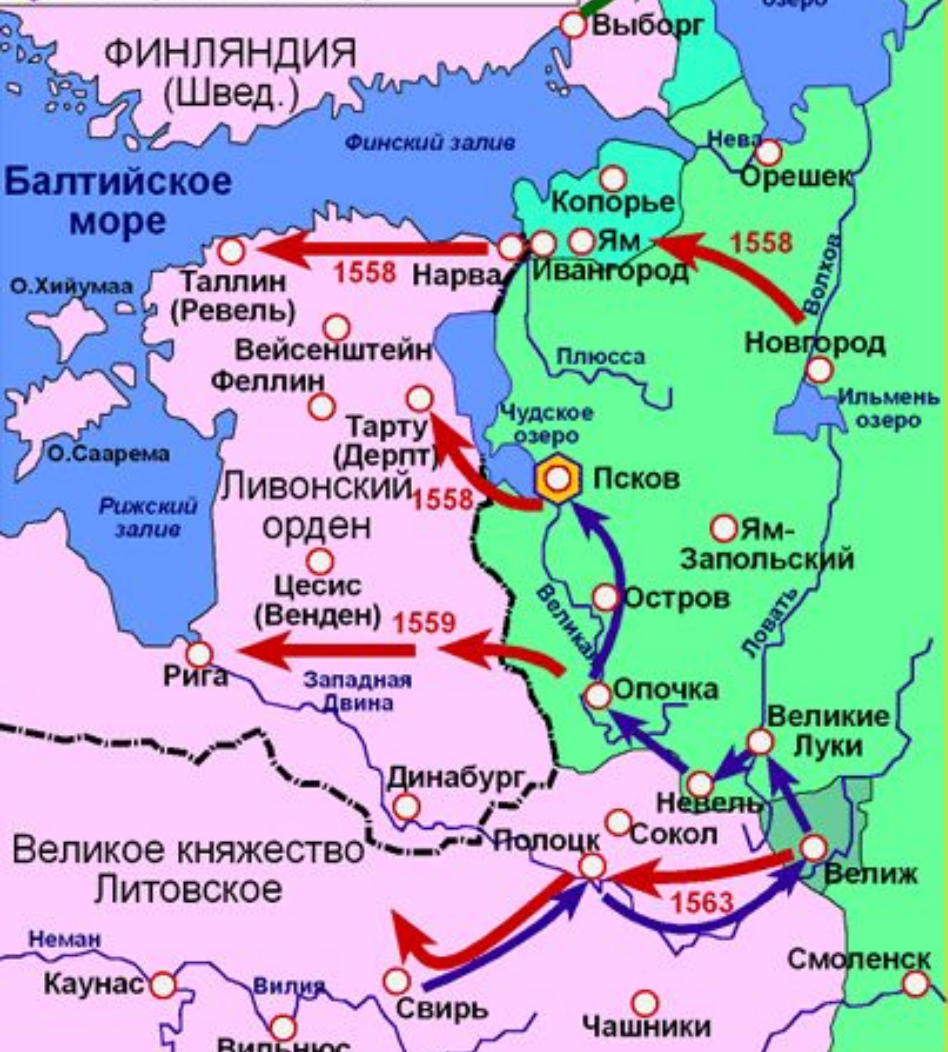 озеро
Выборг
ФИНЛЯНДИЯ
(Швед.)
Финский залив
Нева
Орешек
Балтийское
море
Копорье
Ям
1558
Волхов
Таллин
(Ревель)
1558
Нарва
Ивангород
О.Хийумаа
Вейсенштейн
Новгород
Плюсса
Феллин
Ильмень
озеро
Чудское
озеро
Тарту
(Дерпт)
О.Саарема
Псков
Ливонский
орден
1558
Рижский
залив
Ям-
Запольский
Цесис
(Венден)
Остров
Великая
Ловать
1559
Рига
Западная
Двина
Опочка
Великие
Луки
Динабург
Невель
Полоцк
Сокол
Великое княжество
Литовское
Велиж
1563
Неман
Каунас
Вилия
Свирь
Смоленск
Чашники
Вильнюс